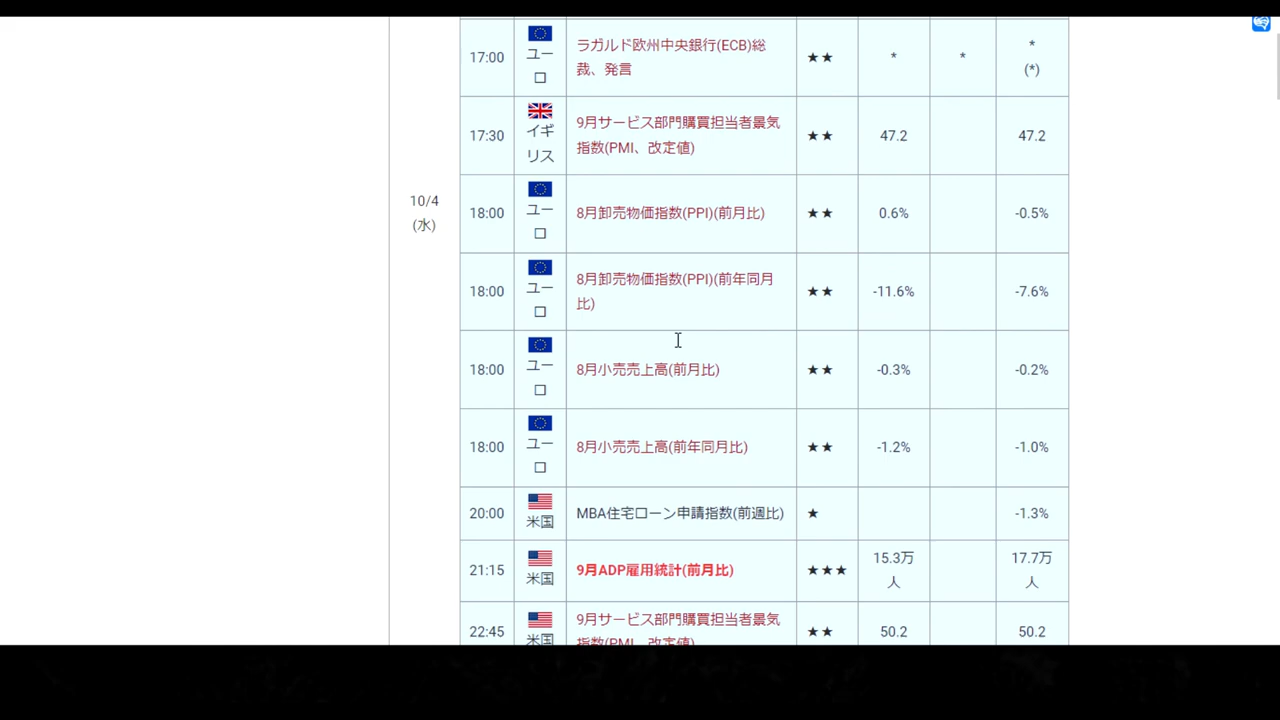 10/4
(水)
17:00
ユー
ロ
ラガルド欧州中央銀行(ECB)総
裁、発言
★★
*
*
*
(*)
17:30
イギ
リス
9月サービス部門購買担当者景気
指数(PMI、改定値)
★★
47.2
47.2
18:00
ユー
ロ
8月卸売物価指数(PPI)(前月比)
★★
0.6%
-0.5%
18:00
ユー
ロ
8月卸売物価指数(PPI)(前年同月
比)
★★
-11.6%
-7.6%
18:00
ユー
ロ
8月小売売上高(前月比)
★★
-0.3%
-0.2%
18:00
ユー
ロ
8月小売売上高(前年同月比)
★★
-1.2%
-1.0%
20:00
米国
MBA住宅ローン申請指数(前週比)
★
-1.3%
21:15
米国
9月ADP雇用統計(前月比)
★★★
15.3万
人
17.7万
人
22:45
米国
9月サービス部門購買担当者景気
指数(PMI、改定値)
★★
50.2
50.2